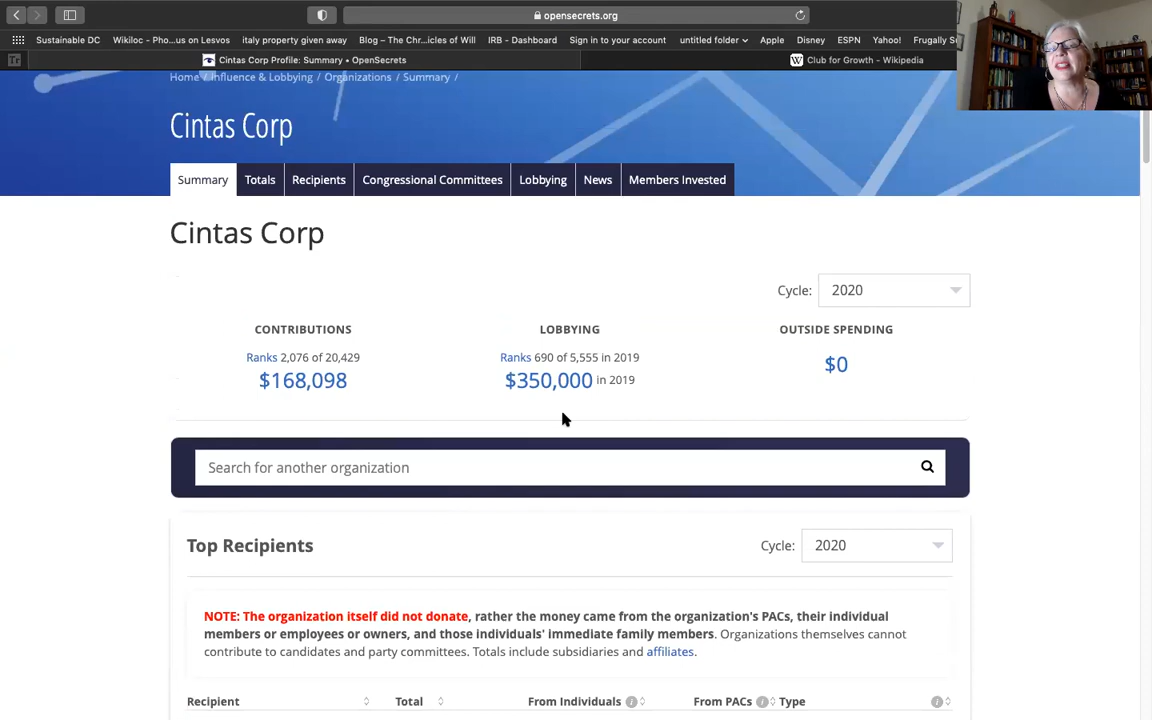 opensecrets.org
Sustainable DC Wikiloc - Pho...us on Lesvos italy property given away Blog – The Chr...icles of Will IRB - Dashboard Sign in to your account untitled folder Apple Disney ESPN Yahoo! Frugally
Cintas Corp Profile: Summary • OpenSecrets W Club for Growth - Wikipedia
Home / Influence & Lobbying / Organizations / Summary /
Cintas Corp
Summary Totals Recipients Congressional Committees Lobbying News Members Invested
Cintas Corp
Cycle: 2020
CONTRIBUTIONS LOBBYING OUTSIDE SPENDING
Ranks 2,076 of 20,429 Ranks 690 of 5,555 in 2019
$168,098 $350,000 in 2019 $0
Search for another organization
Top Recipients Cycle: 2020
NOTE: The organization itself did not donate, rather the money came from the organization's PACs, their individual
members or employees or owners, and those individuals' immediate family members. Organizations themselves cannot
contribute to candidates and party committees. Totals include subsidiaries and affiliates.
Recipient Total From Individuals From PACs Type